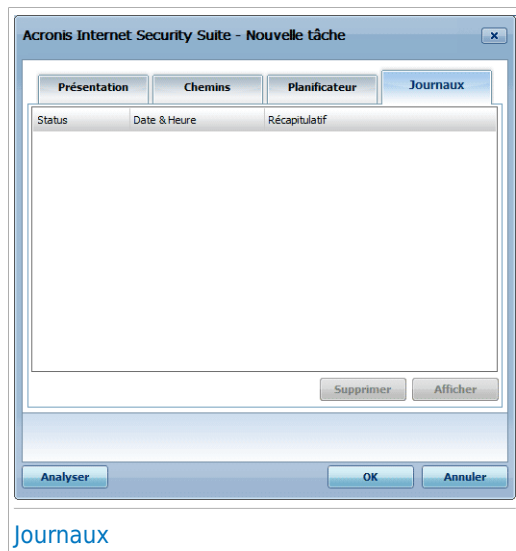 Acronis Internet Security Suite - Nouvelle tâche
Présentation Chemins Planificateur Journaux
Status Date & Heure Récapitulatif
Supprimer Afficher
Analyser OK Annuler
Journaux